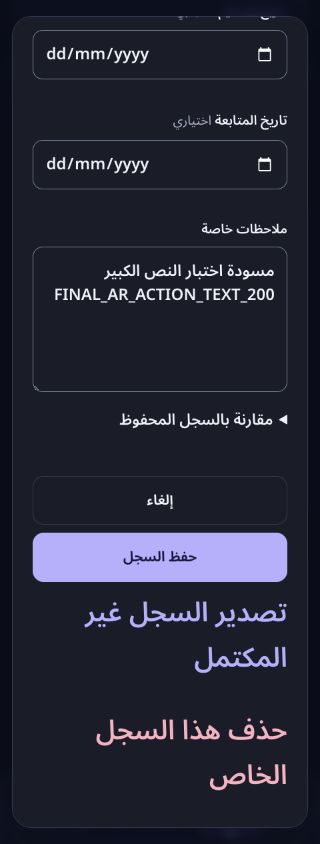 dd/mm/yyyy
تاريخ المتابعة اختياري
dd/mm/yyyy
ملاحظات خاصة
مسودة اختبار النص الكبير
FINAL_AR_ACTION_TEXT_200
مقارنة بالسجل المحفوظ
إلغاء
حفظ السجل
تصدير السجل غير
المكتمل
حذف هذا السجل
الخاص